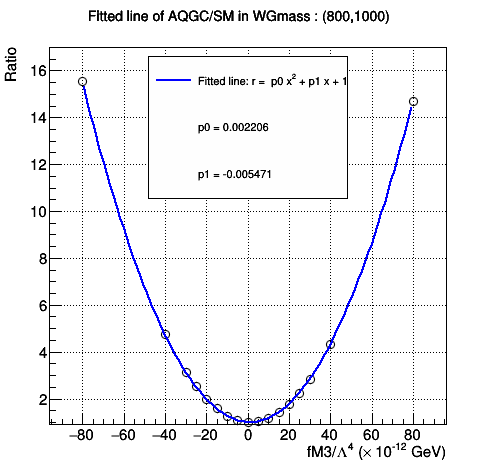 Fitted line of AQGC/SM in WGmass : (800,1000)
Ratio
Fitted line: r = p0 x² + p1 x + 1
p0 = 0.002206
p1 = -0.005471
16
14
12
10
8
6
4
2
−80 −60 −40 −20 0 20 40 60 80
fM3/Λ⁴ (× 10⁻¹² GeV)